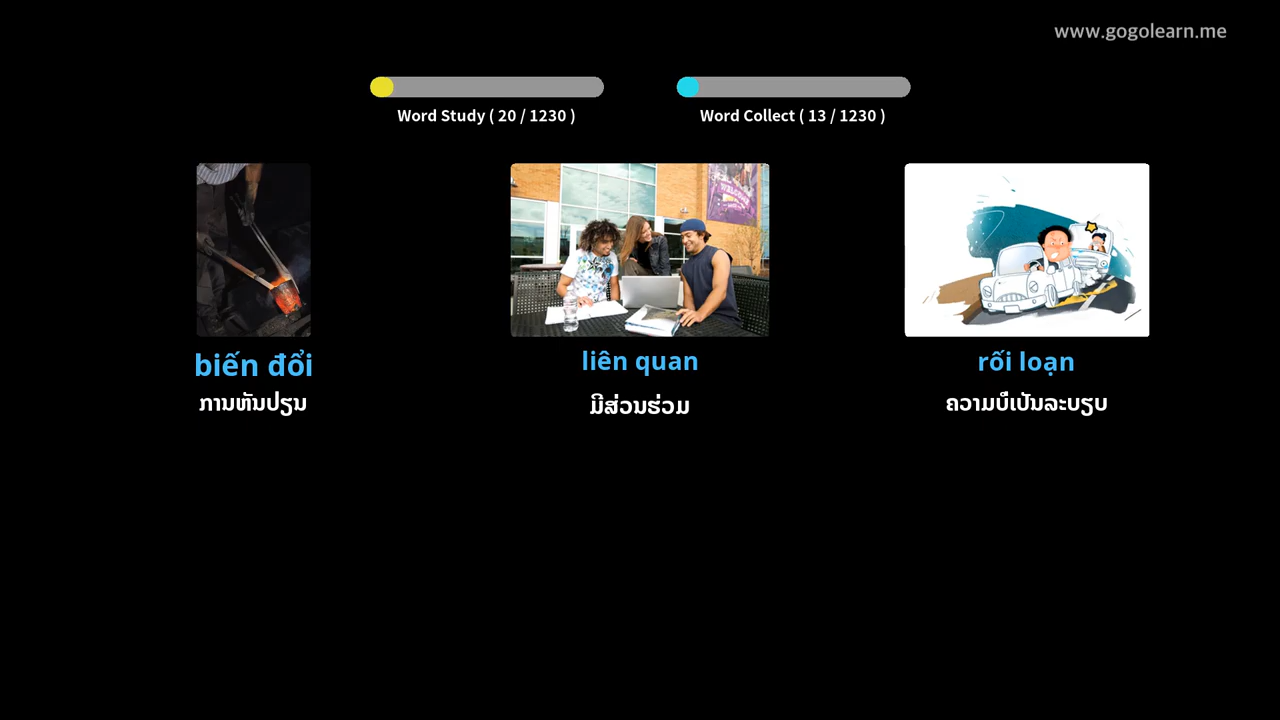 www.gogolearn.me
Word Study ( 20 / 1230 )
Word Collect ( 13 / 1230 )
WELCOME
biến đổi
liên quan
rối loạn
ການຫັນປຽນ
ມີສ່ວນຮ່ວມ
ຄວາມບໍ່ເປັນລະບຽບ